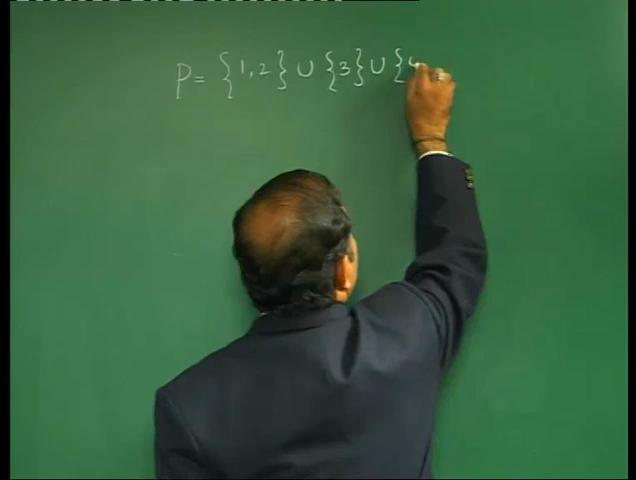 P = {1,2} ∪ {3} ∪ {4